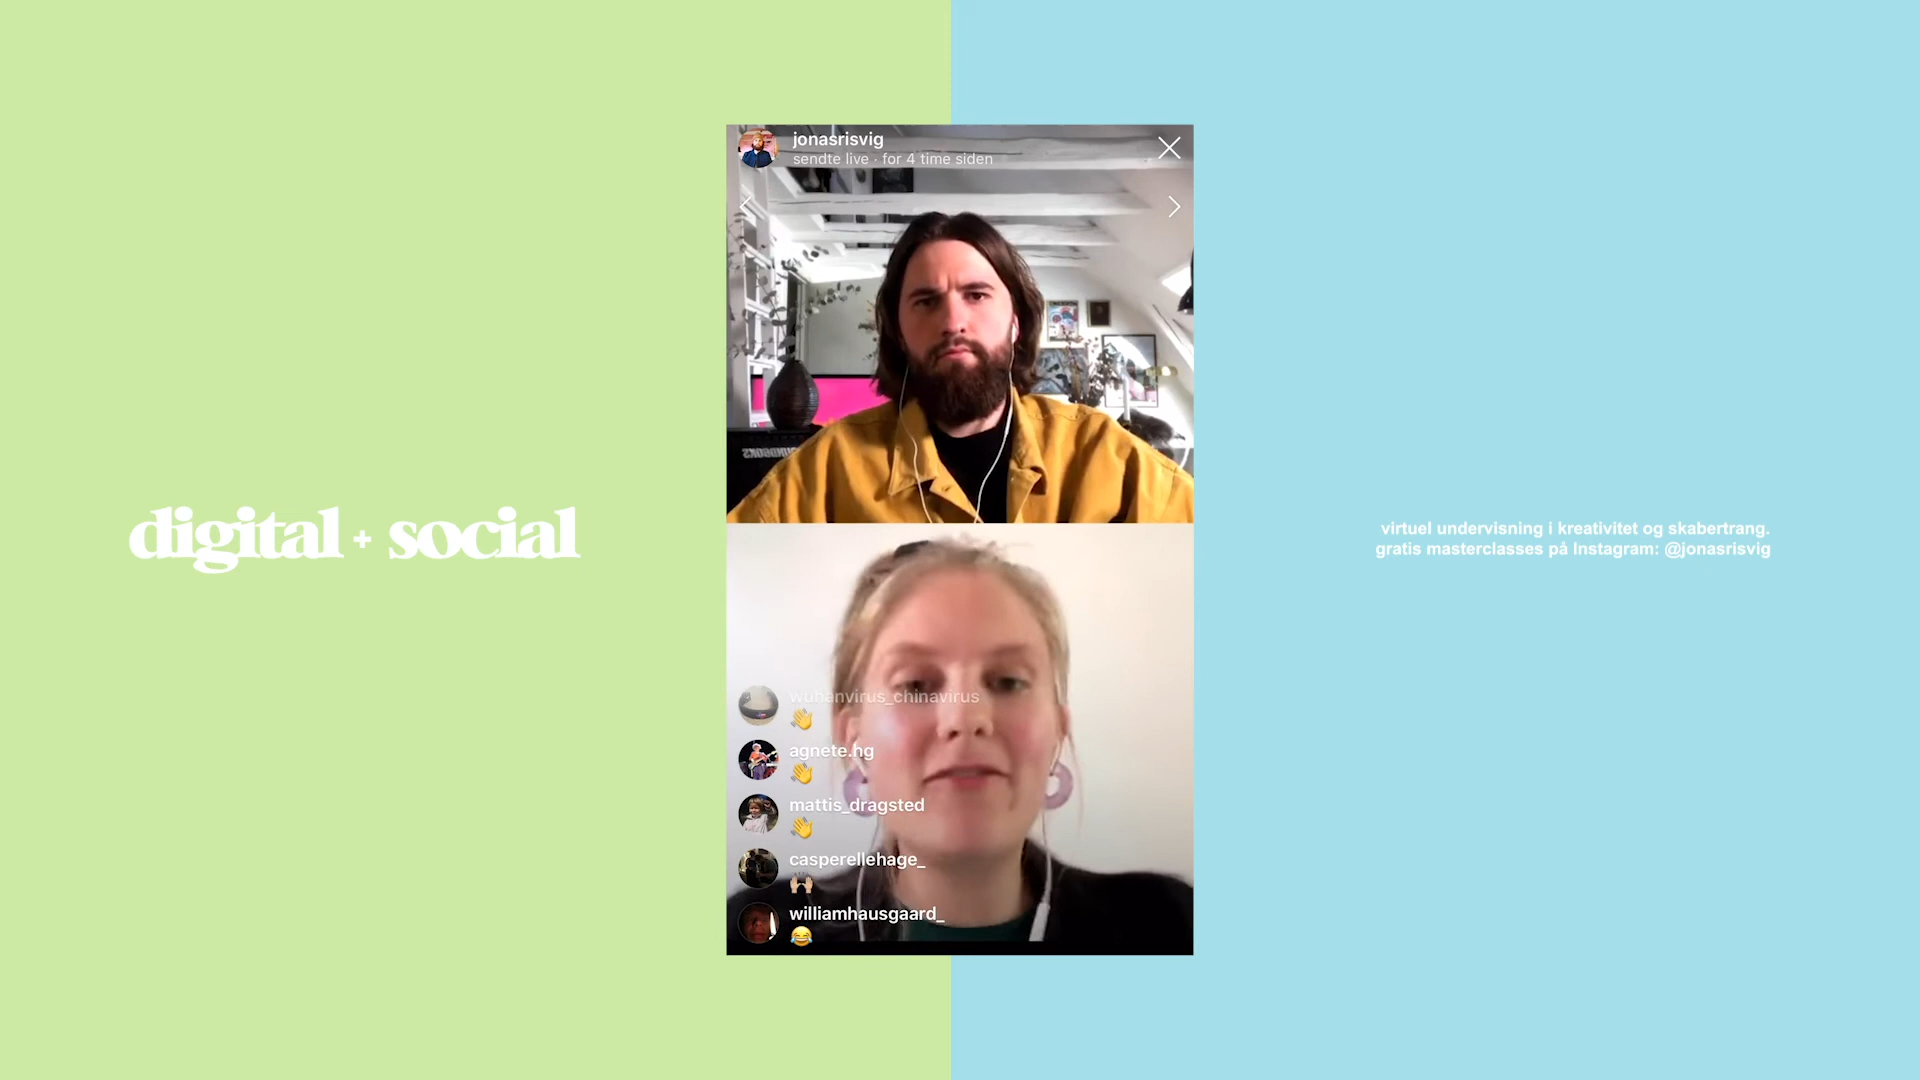 jonasrisvig
sendte live · for 4 time siden
digital + social
virtuel undervisning i kreativitet og skabertrang.
gratis masterclasses på Instagram: @jonasrisvig
wuhanvirus_chinavirus
👋
agnete.hg
👋
mattis_dragsted
👋
casperellehage_
🙌🏼
williamhausgaard_
😂